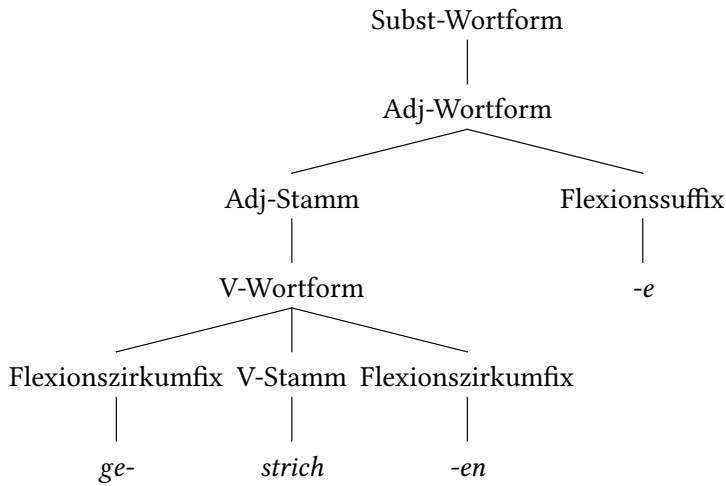 Subst-Wortform
Adj-Wortform
Adj-Stamm Flexionssuffix
V-Wortform -e
Flexionszirkumfix V-Stamm Flexionszirkumfix
ge- strich -en